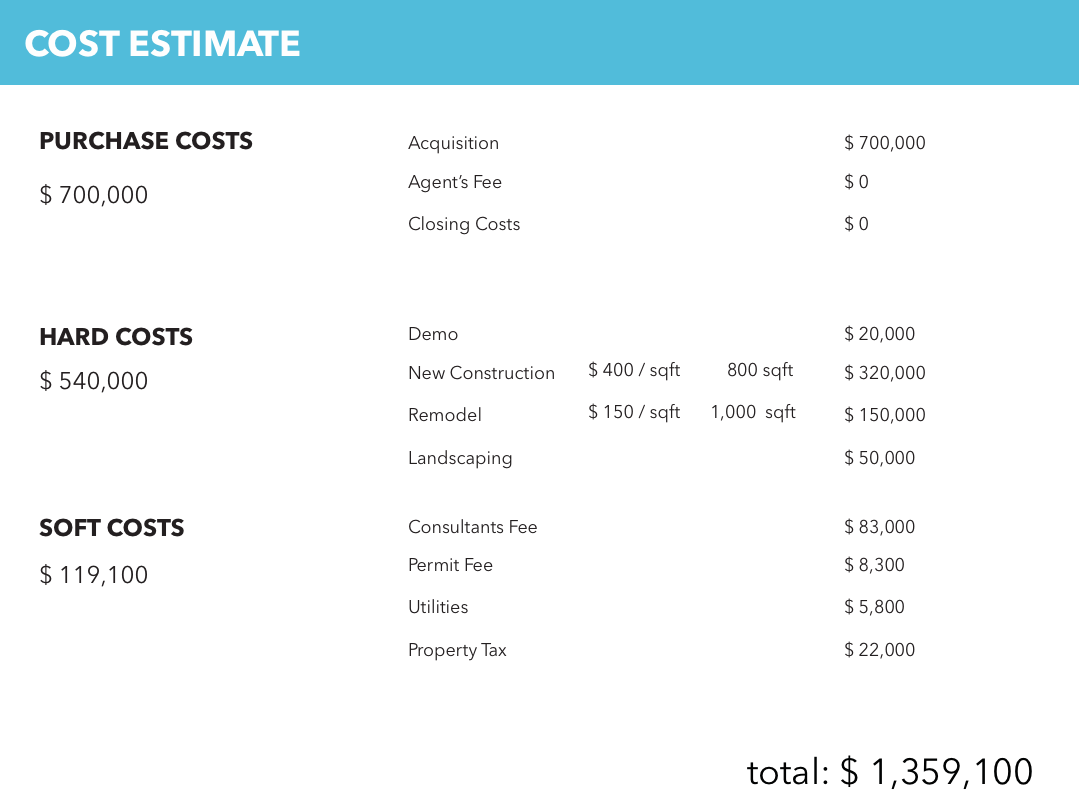 COST ESTIMATE
PURCHASE COSTS
$ 700,000
Acquisition $ 700,000
Agent's Fee $ 0
Closing Costs $ 0
HARD COSTS
$ 540,000
Demo $ 20,000
New Construction $ 400 / sqft 800 sqft $ 320,000
Remodel $ 150 / sqft 1,000 sqft $ 150,000
Landscaping $ 50,000
SOFT COSTS
$ 119,100
Consultants Fee $ 83,000
Permit Fee $ 8,300
Utilities $ 5,800
Property Tax $ 22,000
total: $ 1,359,100